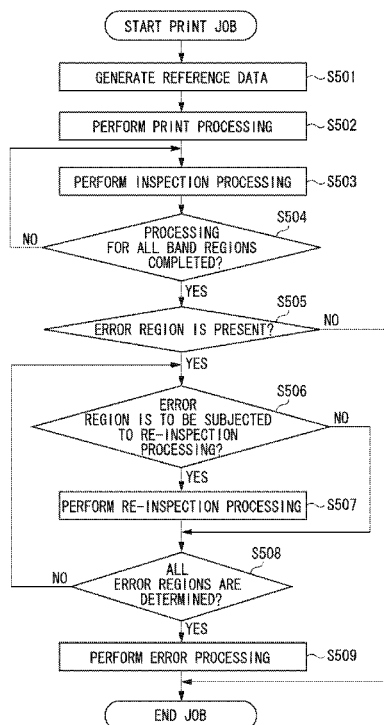 START PRINT JOB
GENERATE REFERENCE DATA
S501
PERFORM PRINT PROCESSING
S502
PERFORM INSPECTION PROCESSING
S503
S504
PROCESSING
FOR ALL BAND REGIONS
COMPLETED?
NO
YES
S505
ERROR REGION IS PRESENT?
NO
YES
S506
ERROR
REGION IS TO BE SUBJECTED
TO RE-INSPECTION
PROCESSING?
NO
YES
PERFORM RE-INSPECTION PROCESSING
S507
S508
ALL
ERROR REGIONS ARE
DETERMINED?
NO
YES
PERFORM ERROR PROCESSING
S509
END JOB